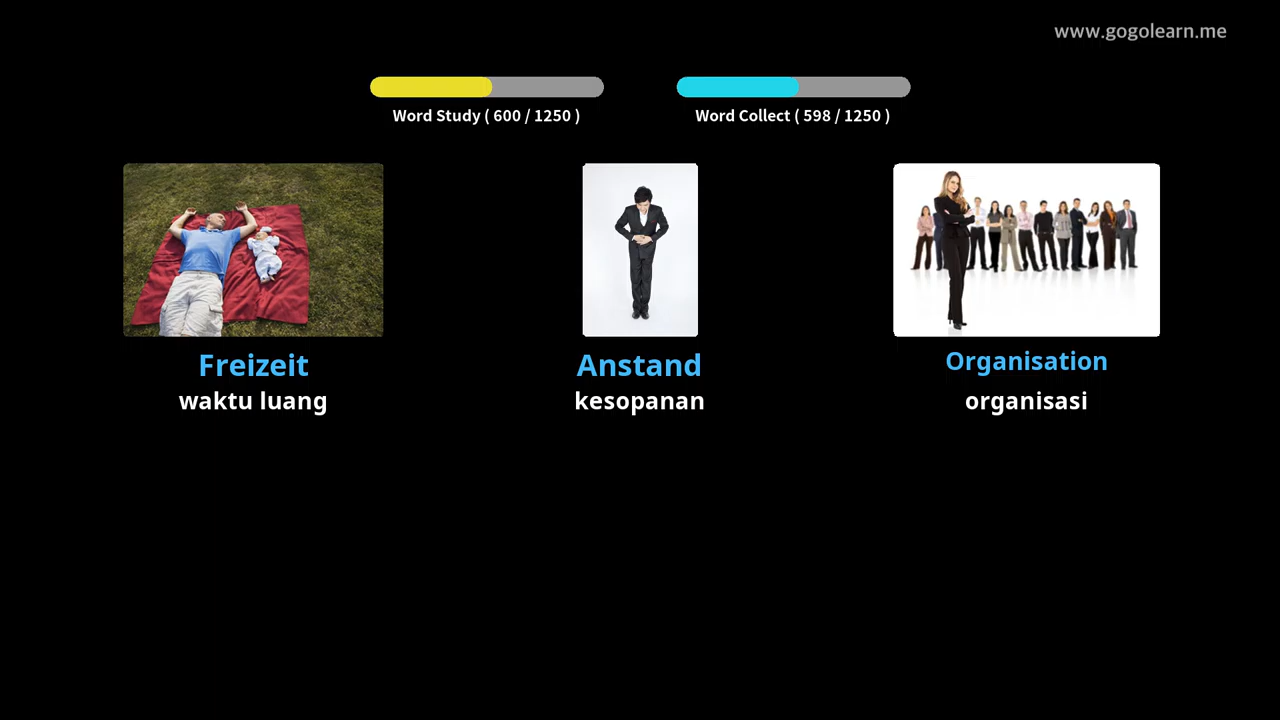 www.gogolearn.me
Word Study ( 600 / 1250 )
Word Collect ( 598 / 1250 )
Freizeit
waktu luang
Anstand
kesopanan
Organisation
organisasi